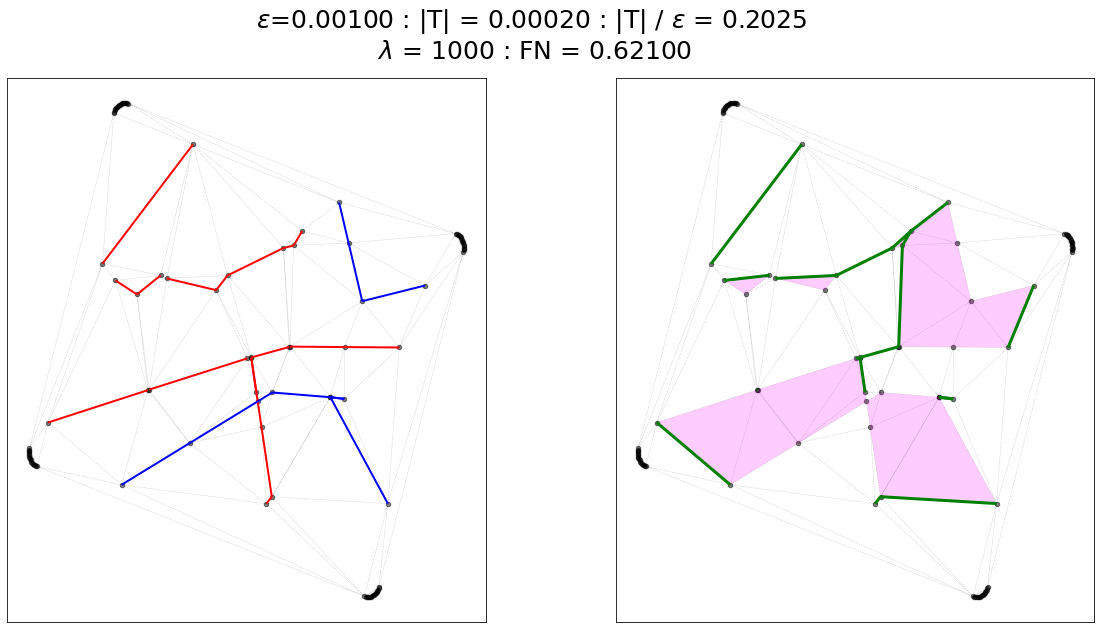 ε=0.00100 : |T| = 0.00020 : |T| / ε = 0.2025
λ = 1000 : FN = 0.62100